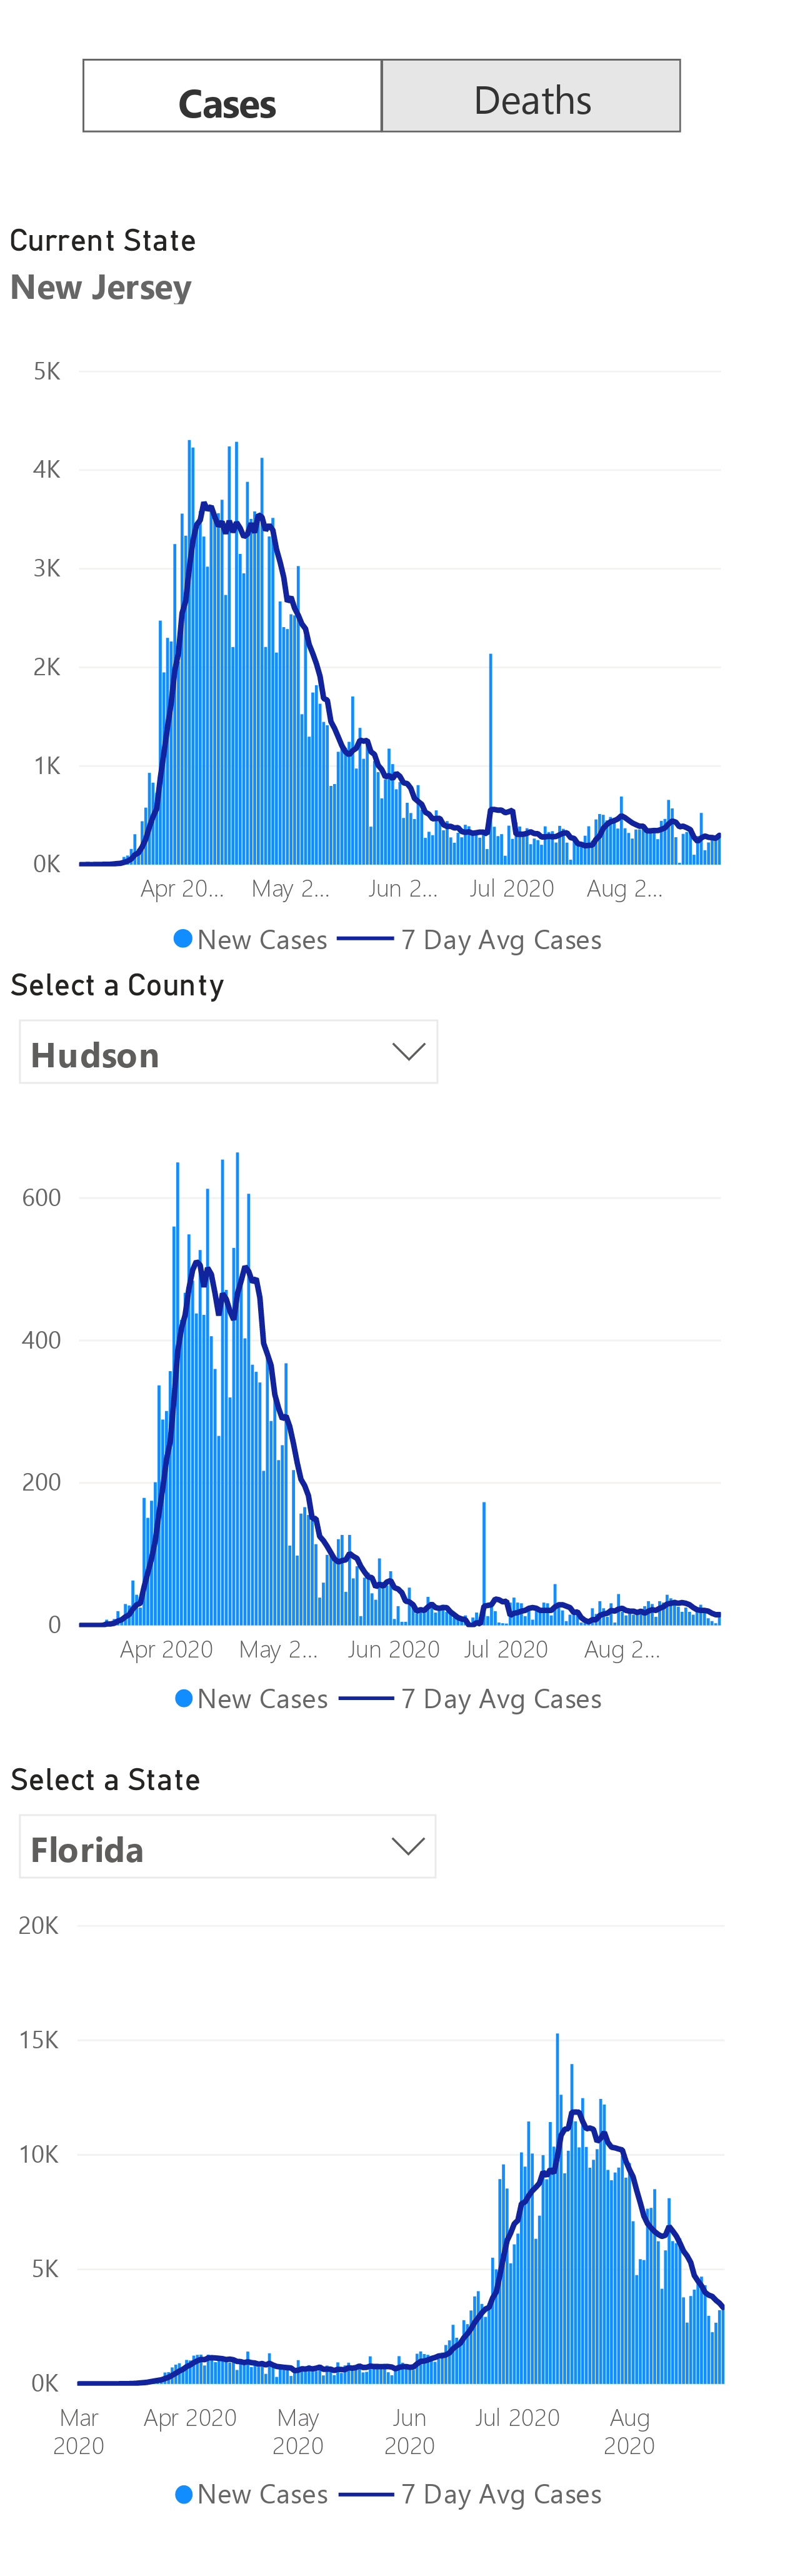 Cases Deaths
Current State
New Jersey
5K
4K
3K
2K
1K
0K
Apr 20... May 2... Jun 2... Jul 2020 Aug 2...
New Cases 7 Day Avg Cases
Select a County
Hudson
600
400
200
0
Apr 2020 May 2... Jun 2020 Jul 2020 Aug 2...
New Cases 7 Day Avg Cases
Select a State
Florida
20K
15K
10K
5K
0K
Mar Apr 2020 May Jun Jul 2020 Aug
2020 2020 2020 2020
New Cases 7 Day Avg Cases